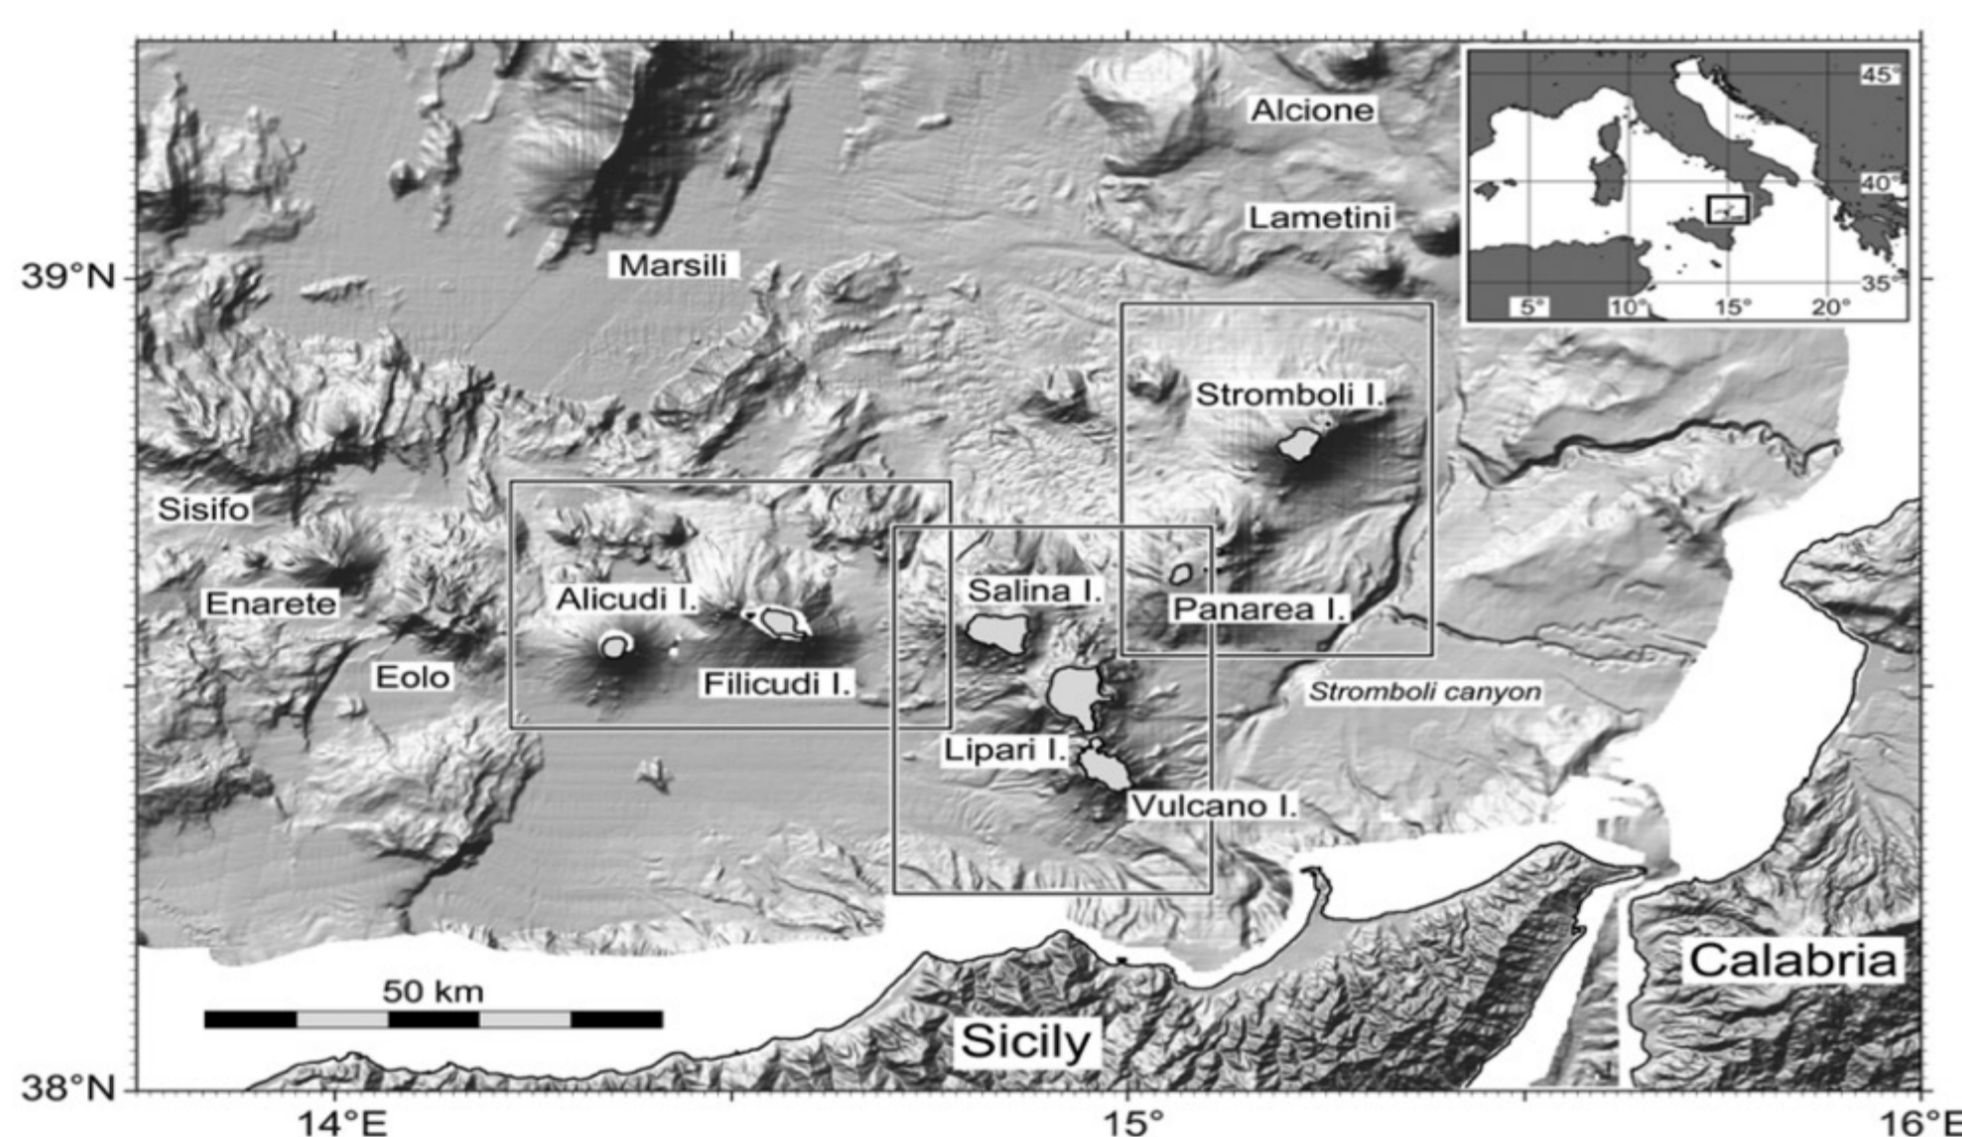 Alcione
45°
Lametini
40°
39°N
Marsili
35°
5°
10°
15°
20°
Stromboli I.
Sisifo
Enarete
Alicudi I.
Salina I.
Panarea I.
Eolo
Filicudi I.
Stromboli canyon
Lipari I.
Vulcano I.
50 km
Calabria
Sicily
38°N
14°E
15°
16°E